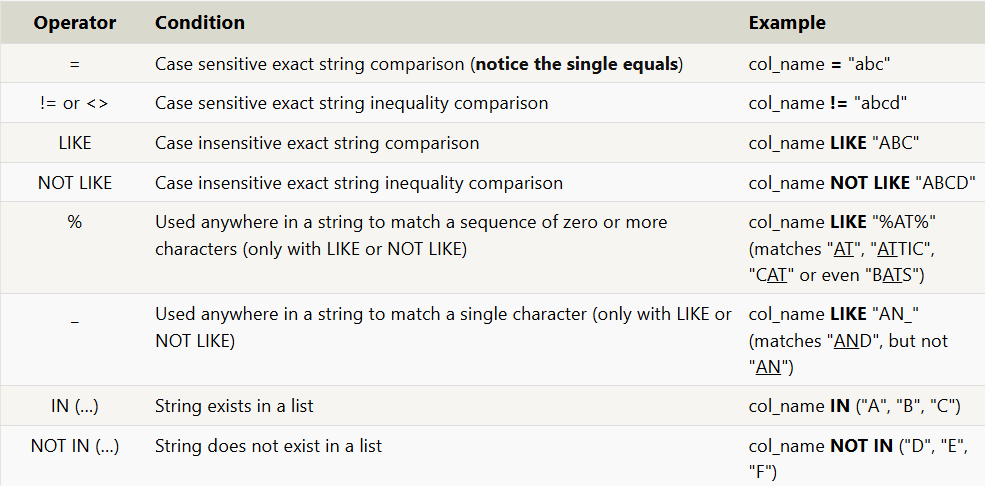 Operator Condition Example
= Case sensitive exact string comparison (notice the single equals) col_name = "abc"
!= or <> Case sensitive exact string inequality comparison col_name != "abcd"
LIKE Case insensitive exact string comparison col_name LIKE "ABC"
NOT LIKE Case insensitive exact string inequality comparison col_name NOT LIKE "ABCD"
% Used anywhere in a string to match a sequence of zero or more
characters (only with LIKE or NOT LIKE)
col_name LIKE "%AT%"
(matches "AT", "ATTIC",
"CAT" or even "BATS")
_ Used anywhere in a string to match a single character (only with LIKE or
NOT LIKE)
col_name LIKE "AN_"
(matches "AND", but not
"AN")
IN (…) String exists in a list col_name IN ("A", "B", "C")
NOT IN (…) String does not exist in a list col_name NOT IN ("D", "E",
"F")